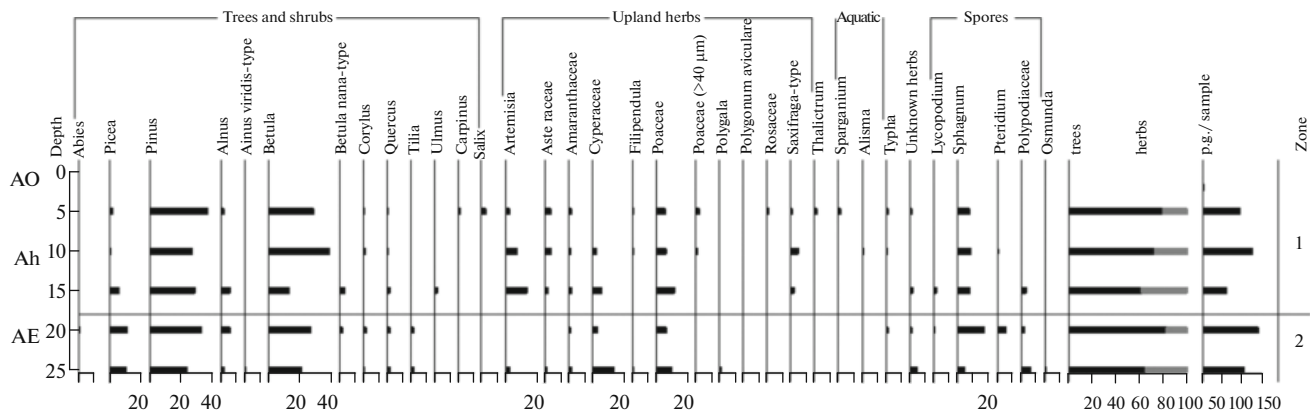 Trees and shrubs
Upland herbs
Aquatic
Spores
Depth
Abies
Picea
Pinus
Alnus
Ainus viridis-type
Betula
Betula nana-type
Corylus
Quercus
Tilia
Ulmus
Carpinus
Salix
Artemisia
Aste raceae
Amaranthaceae
Cyperaceae
Filipendula
Poaceae
Poaceae (>40 μm)
Polygala
Polygonum aviculare
Rosaceae
Saxifraga-type
Thalictrum
Sparganium
Alisma
Typha
Unknown herbs
Lycopodium
Sphagnum
Pteridium
Polypodiaceae
Osmunda
trees
herbs
p.g./ sample
Zone
AO
0
5
Ah
10
1
15
AE
20
2
25
20
20 40
20 40
20
20
20
20
20 40 60 80 100
50 100 150